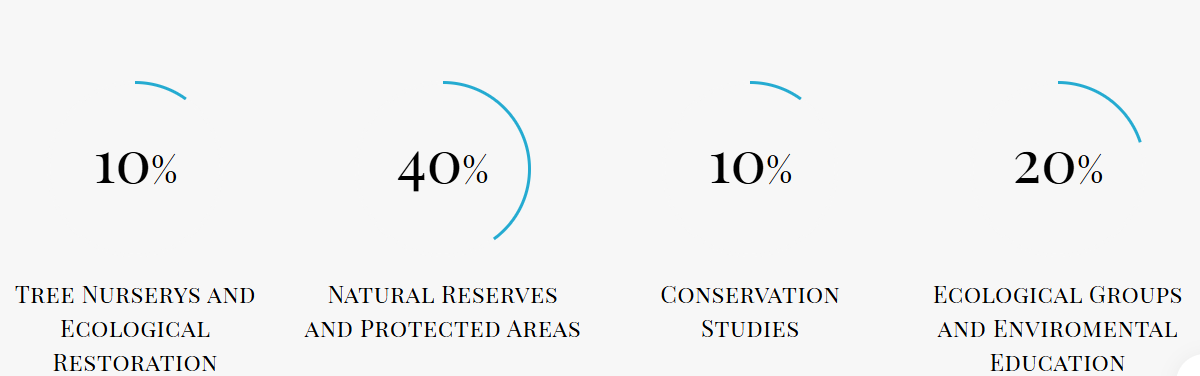 10%
40%
10%
20%
Tree Nurserys and
Ecological
Restoration
Natural Reserves
and Protected Areas
Conservation
Studies
Ecological Groups
and Enviromental
Education